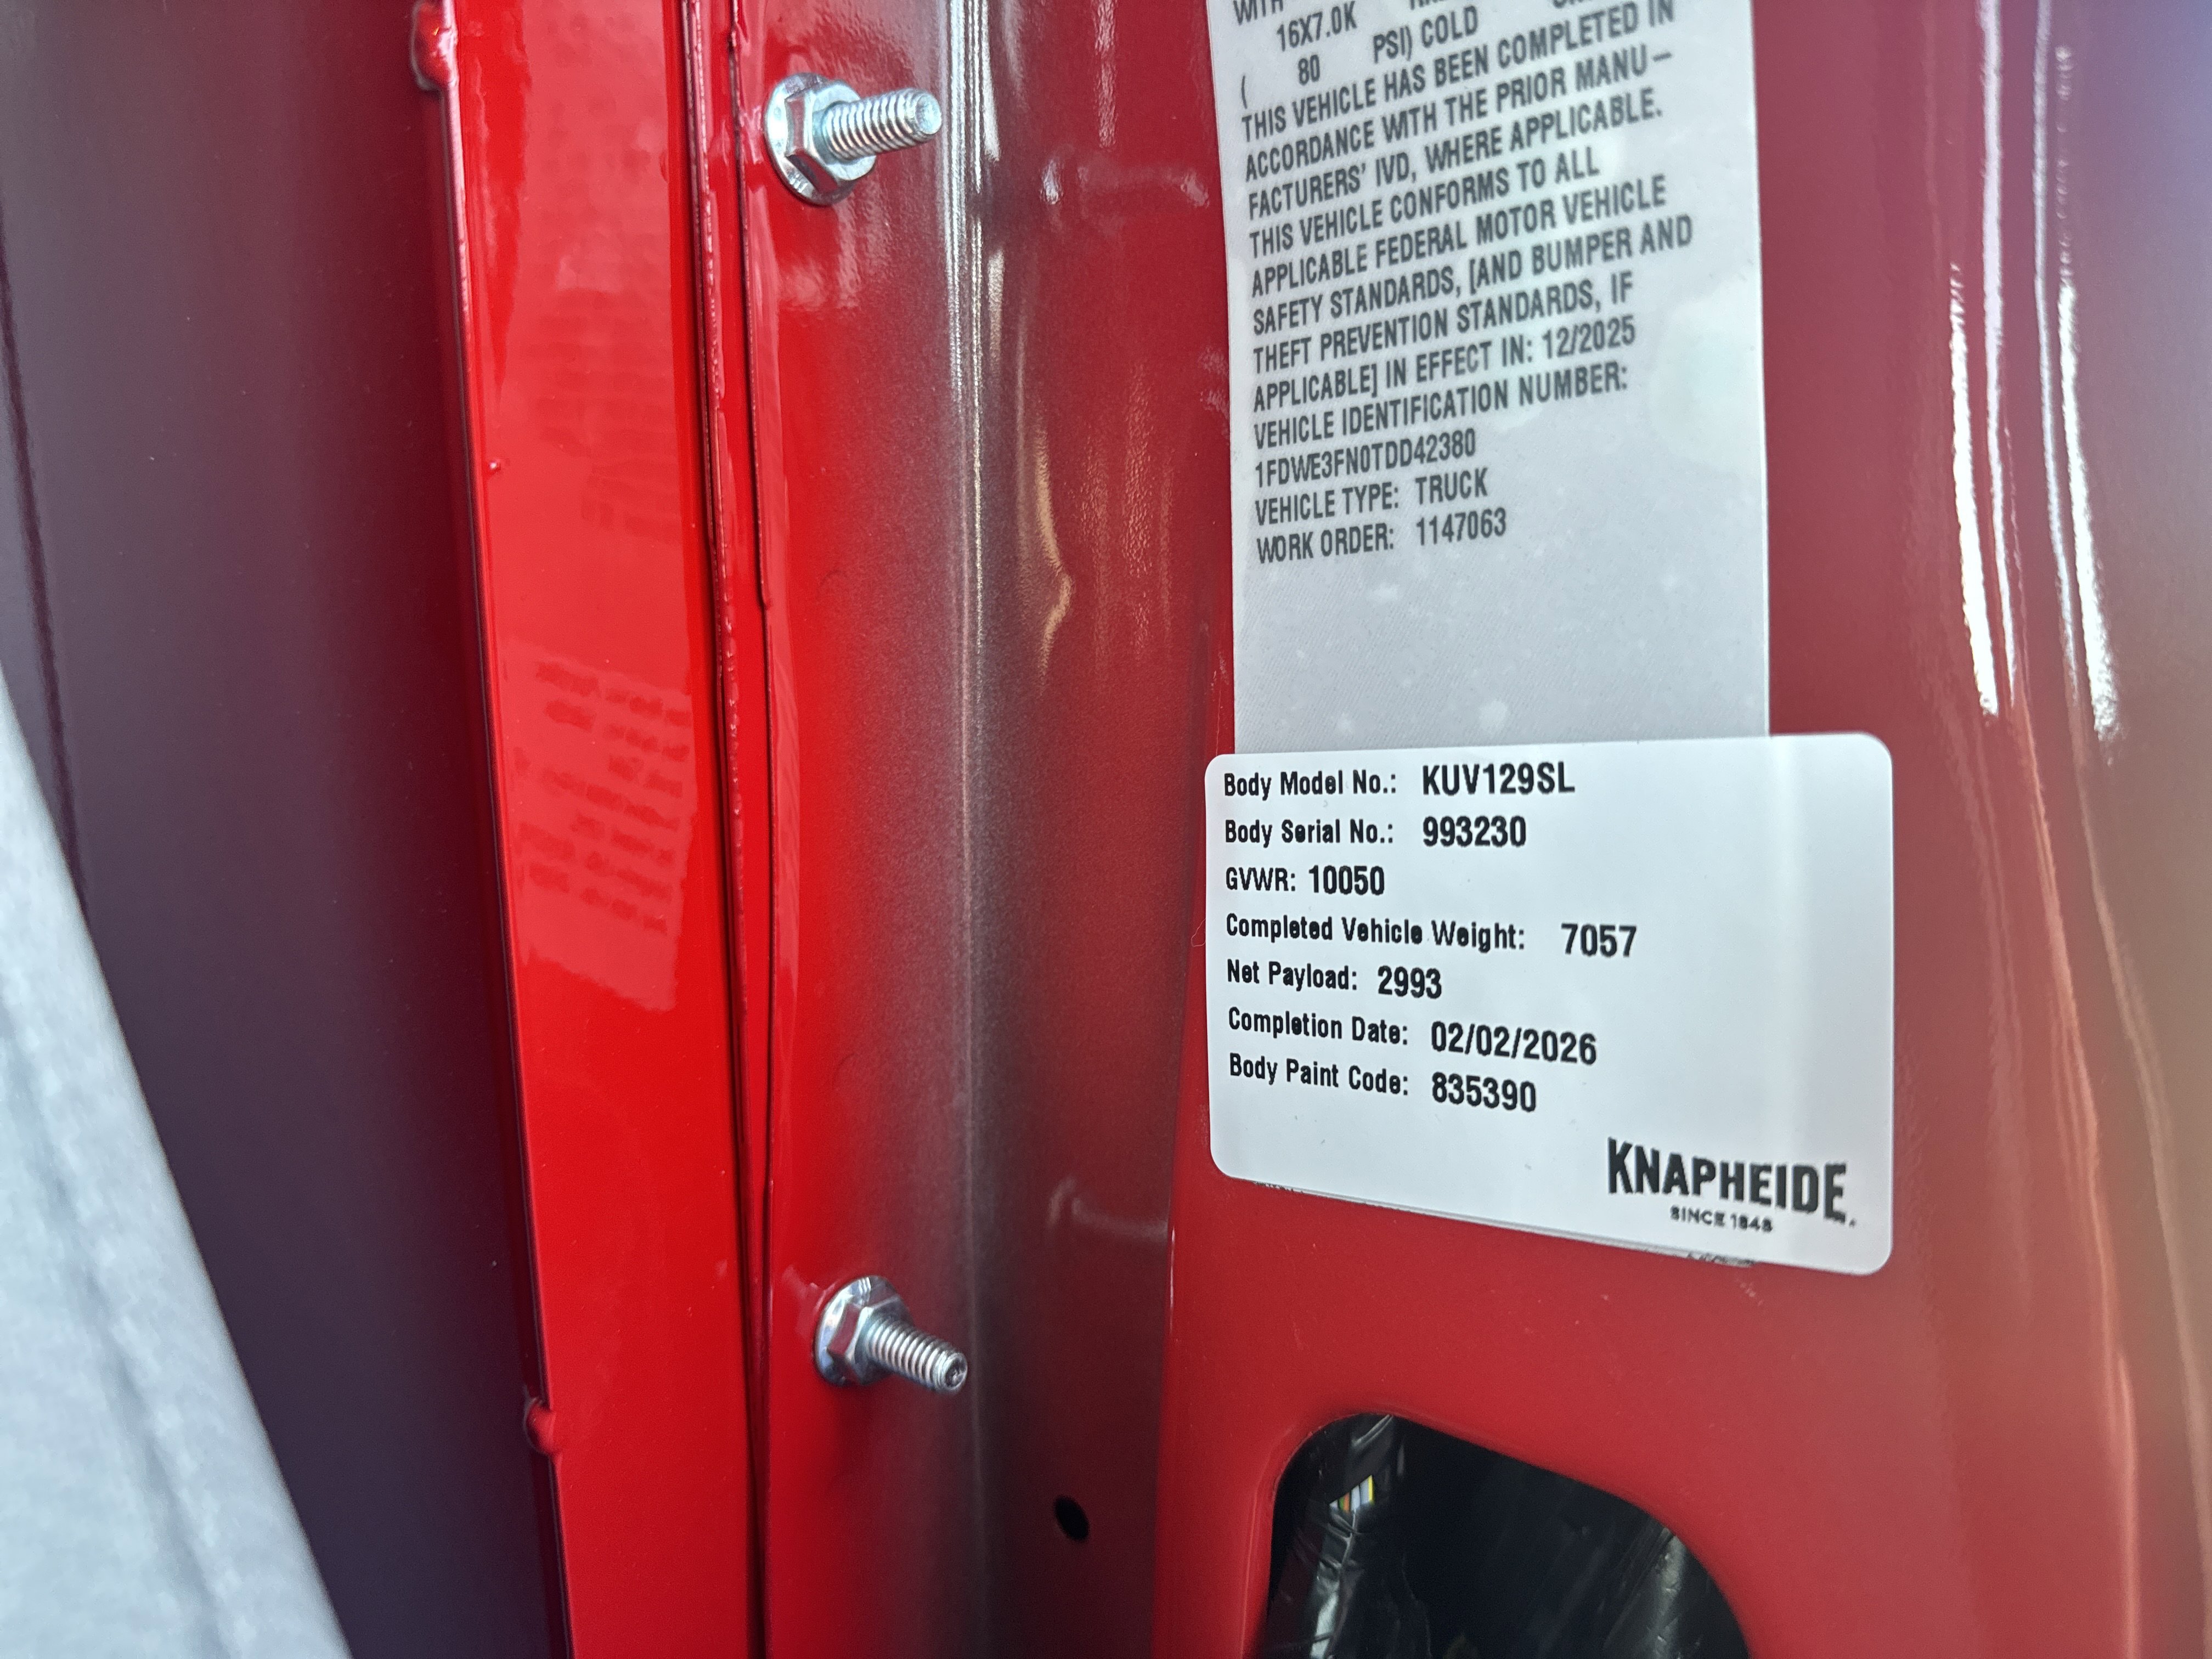 WITH
16X7.0K
( 80 PSI) COLD
THIS VEHICLE HAS BEEN COMPLETED IN
ACCORDANCE WITH THE PRIOR MANU-
FACTURERS' IVD, WHERE APPLICABLE.
THIS VEHICLE CONFORMS TO ALL
APPLICABLE FEDERAL MOTOR VEHICLE
SAFETY STANDARDS, [AND BUMPER AND
THEFT PREVENTION STANDARDS, IF
APPLICABLE] IN EFFECT IN: 12/2025
VEHICLE IDENTIFICATION NUMBER:
1FDWE3FN0TDD42380
VEHICLE TYPE: TRUCK
WORK ORDER: 1147063
Body Model No.: KUV129SL
Body Serial No.: 993230
GVWR: 10050
Completed Vehicle Weight: 7057
Net Payload: 2993
Completion Date: 02/02/2026
Body Paint Code: 835390
KNAPHEIDE
SINCE 1848